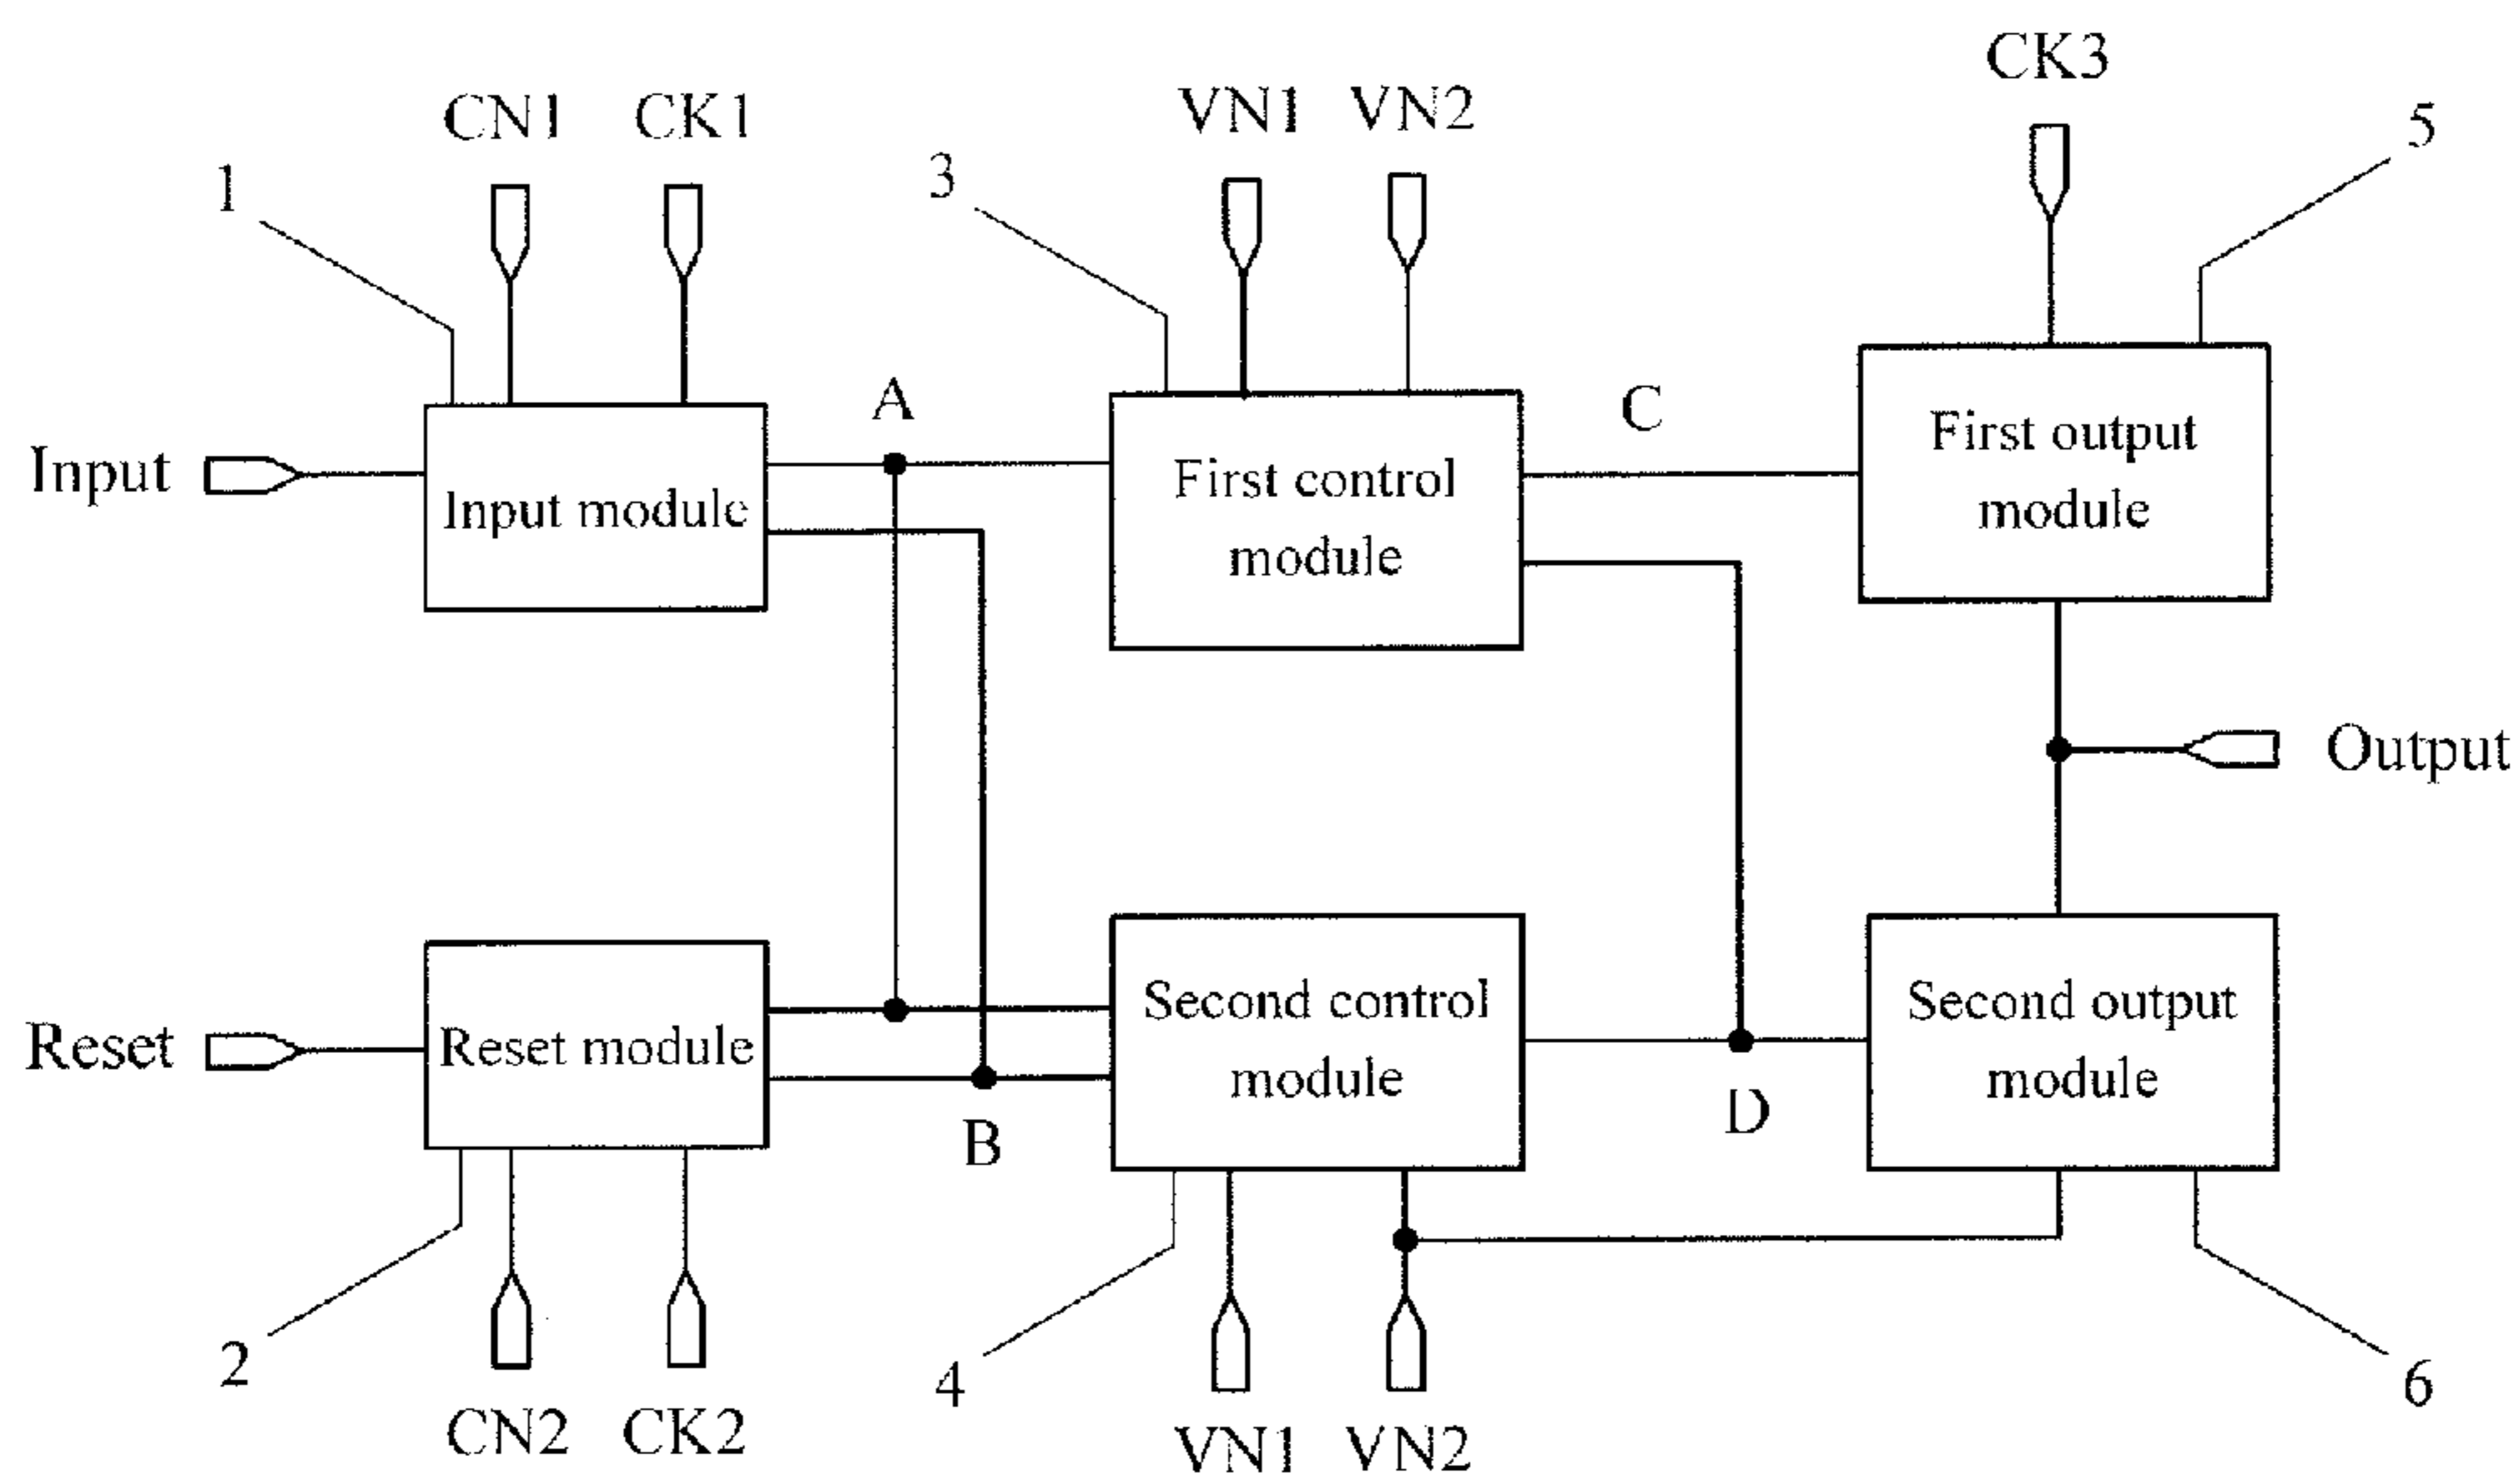 CK3
CN1 CK1 VN1 VN2
5
1
3
A
C
First output
module
Input
Input module
First control
module
Output
Reset
Reset module
Second control
module
Second output
module
B
D
2
4
6
CN2 CK2
VN1 VN2